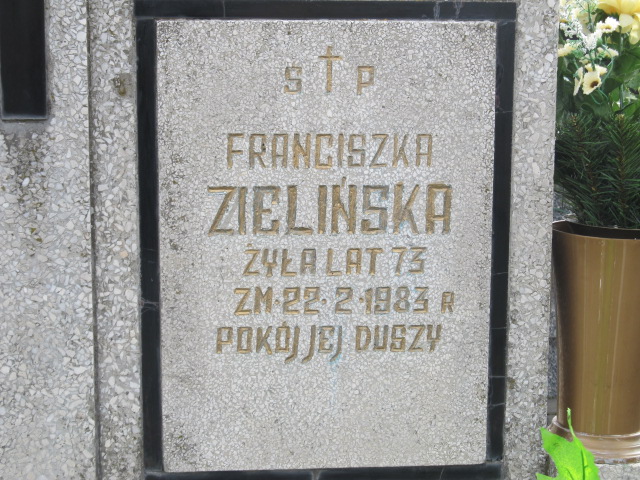 S P
FRANCISZKA
ZIELIŃSKA
ŻYŁA LAT 73
ZM·22·2·1983 R
POKÓJ JEJ DUSZY